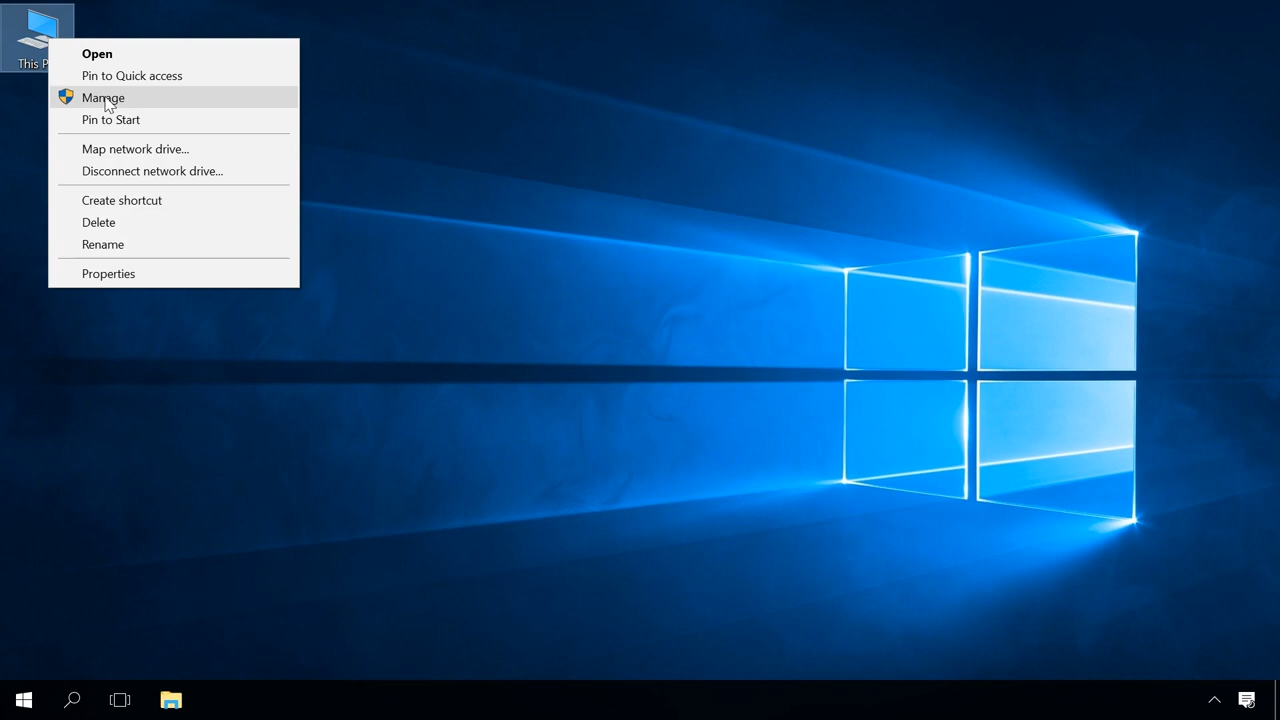 This P
Open
Pin to Quick access
Manage
Pin to Start
Map network drive...
Disconnect network drive...
Create shortcut
Delete
Rename
Properties